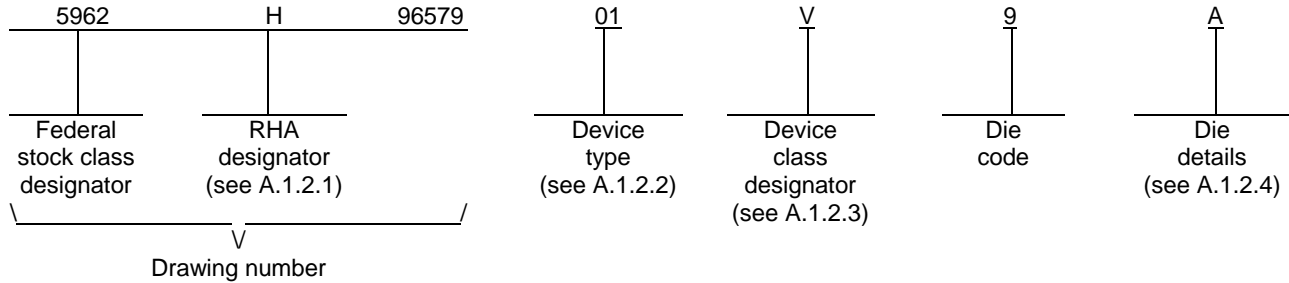 5962 H 96579 01 V 9 A
Federal stock class designator
RHA designator (see A.1.2.1)
Device type (see A.1.2.2)
Device class designator (see A.1.2.3)
Die code
Die details (see A.1.2.4)
\ /
\/
Drawing number